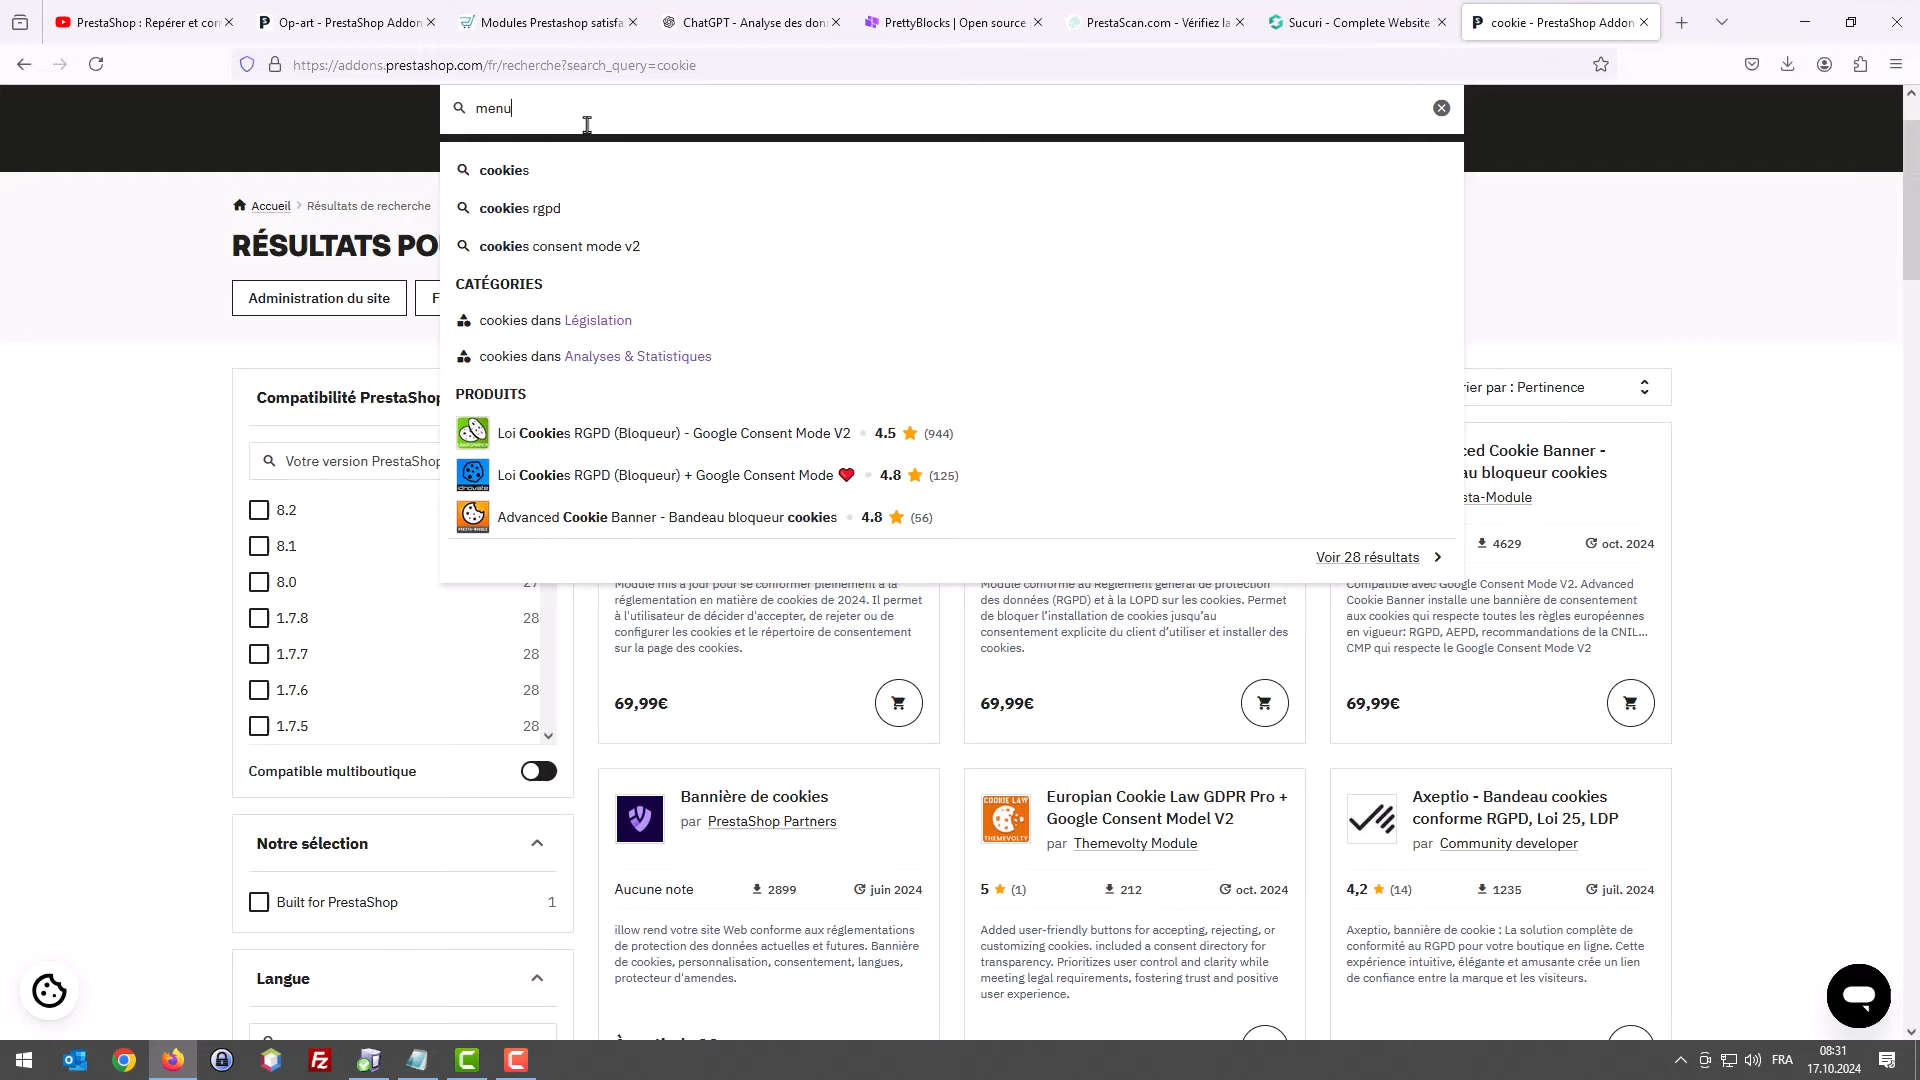 PrestaShop : Repérer et cor
Op-art - PrestaShop Addon
Modules Prestashop satisfa
ChatGPT - Analyse des don
PrettyBlocks | Open source
PrestaScan.com - Vérifiez la
Sucuri - Complete Website
cookie - PrestaShop Addon
https://addons.prestashop.com/fr/recherche?search_query=cookie
menu
cookies
cookies rgpd
cookies consent mode v2
CATÉGORIES
cookies dans Législation
cookies dans Analyses & Statistiques
PRODUITS
Loi Cookies RGPD (Bloqueur) - Google Consent Mode V2 4.5 (944)
Loi Cookies RGPD (Bloqueur) + Google Consent Mode 4.8 (125)
Advanced Cookie Banner - Bandeau bloqueur cookies 4.8 (56)
Voir 28 résultats
Accueil > Résultats de recherche
RÉSULTATS PO
Administration du site
F
Compatibilité PrestaShop
Votre version PrestaShop
8.2
8.1
8.0
1.7.8 28
1.7.7 28
1.7.6 28
1.7.5 28
Compatible multiboutique
Notre sélection
Built for PrestaShop 1
Langue
rier par : Pertinence
Module mis à jour pour se conformer pleinement à la
réglementation en matière de cookies de 2024. Il permet
à l'utilisateur de décider d'accepter, de rejeter ou de
configurer les cookies et le répertoire de consentement
sur la page des cookies.
69,99€
Module conforme au Règlement général de protection
des données (RGPD) et à la LOPD sur les cookies. Permet
de bloquer l'installation de cookies jusqu'au
consentement explicite du client d'utiliser et installer des
cookies.
69,99€
ced Cookie Banner -
au bloqueur cookies
sta-Module
4629 oct. 2024
Compatible avec Google Consent Mode V2. Advanced
Cookie Banner installe une bannière de consentement
aux cookies qui respecte toutes les règles européennes
en vigueur: RGPD, AEPD, recommandations de la CNIL...
CMP qui respecte le Google Consent Mode V2
69,99€
Bannière de cookies
par PrestaShop Partners
Aucune note 2899 juin 2024
illow rend votre site Web conforme aux réglementations
de protection des données actuelles et futures. Bannière
de cookies, personnalisation, consentement, langues,
protecteur d'amendes.
COOKIE LAW
THEMEVOLTY
Europian Cookie Law GDPR Pro +
Google Consent Model V2
par Themevolty Module
5 (1) 212 oct. 2024
Added user-friendly buttons for accepting, rejecting, or
customizing cookies. included a consent directory for
transparency. Prioritizes user control and clarity while
meeting legal requirements, fostering trust and positive
user experience.
Axeptio - Bandeau cookies
conforme RGPD, Loi 25, LDP
par Community developer
4,2 (14) 1235 juil. 2024
Axeptio, bannière de cookie : La solution complète de
conformité au RGPD pour votre boutique en ligne. Cette
expérience intuitive, élégante et amusante crée un lien
de confiance entre la marque et les visiteurs.
FRA
08:31
17.10.2024